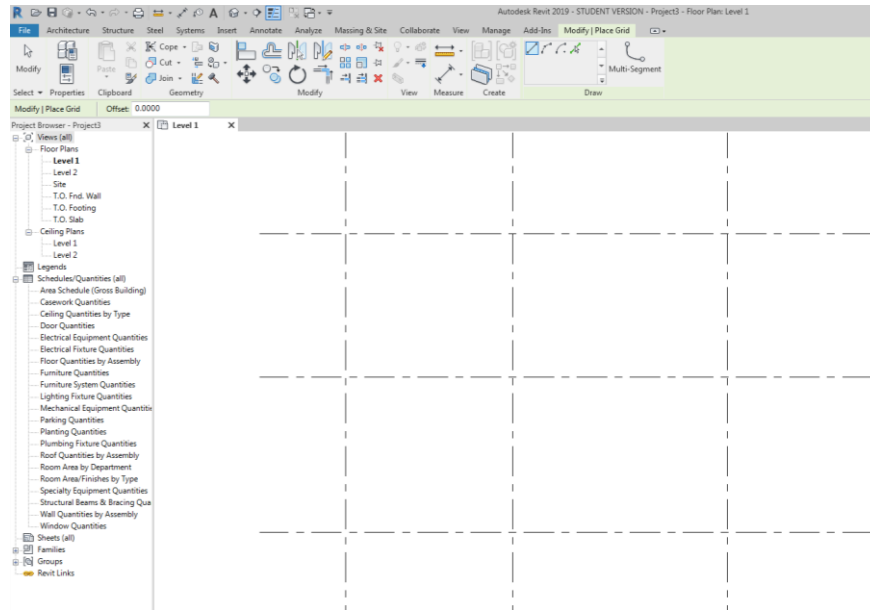 Autodesk Revit 2019 - STUDENT VERSION - Project3 - Floor Plan: Level 1
File Architecture Structure Steel Systems Insert Annotate Analyze Massing & Site Collaborate View Manage Add-Ins Modify | Place Grid
Cope
Cut
Join
Modify
Paste
Multi-Segment
Select Properties Clipboard Geometry Modify View Measure Create Draw
Modify | Place Grid Offset: 0.0000
Project Browser - Project3 Level 1
Views (all)
Floor Plans
Level 1
Level 2
Site
T.O. Fnd. Wall
T.O. Footing
T.O. Slab
Ceiling Plans
Level 1
Level 2
Legends
Schedules/Quantities (all)
Area Schedule (Gross Building)
Casework Quantities
Ceiling Quantities by Type
Door Quantities
Electrical Equipment Quantities
Electrical Fixture Quantities
Floor Quantities by Assembly
Furniture Quantities
Furniture System Quantities
Lighting Fixture Quantities
Mechanical Equipment Quantitie
Parking Quantities
Planting Quantities
Plumbing Fixture Quantities
Roof Quantities by Assembly
Room Area by Department
Room Area/Finishes by Type
Specialty Equipment Quantities
Structural Beams & Bracing Qua
Wall Quantities by Assembly
Window Quantities
Sheets (all)
Families
Groups
Revit Links